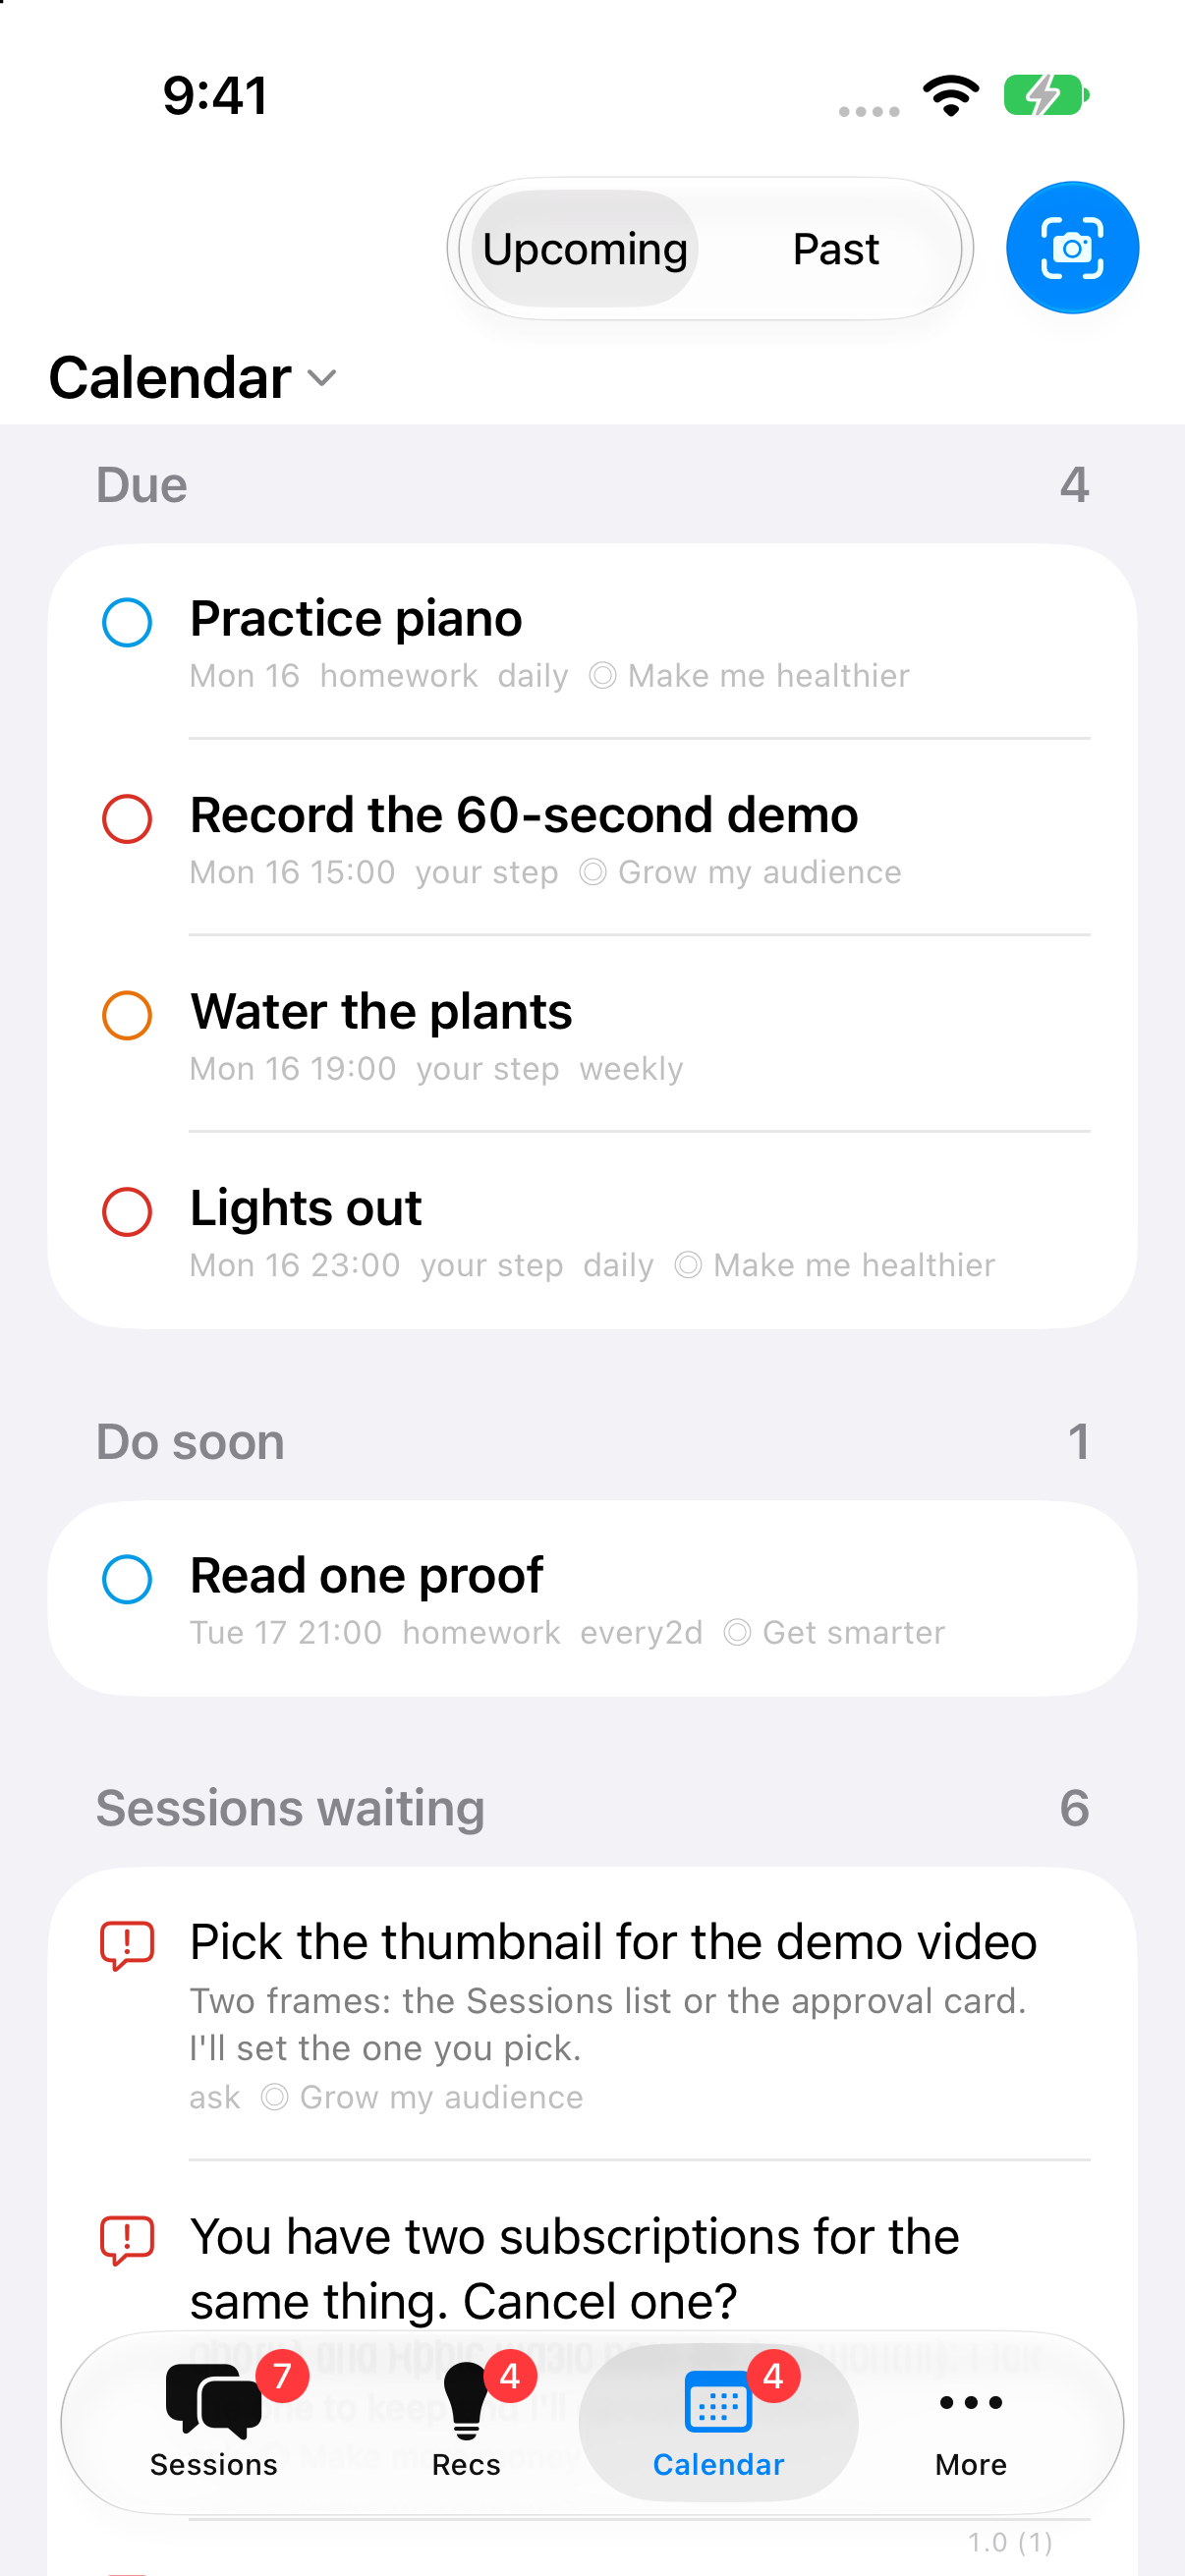 9:41
Upcoming
Past
Calendar
Due 4
Practice piano
Mon 16 homework daily ◎ Make me healthier
Record the 60-second demo
Mon 16 15:00 your step ◎ Grow my audience
Water the plants
Mon 16 19:00 your step weekly
Lights out
Mon 16 23:00 your step daily ◎ Make me healthier
Do soon 1
Read one proof
Tue 17 21:00 homework every2d ◎ Get smarter
Sessions waiting 6
Pick the thumbnail for the demo video
Two frames: the Sessions list or the approval card.
I'll set the one you pick.
ask ◎ Grow my audience
You have two subscriptions for the
same thing. Cancel one?
7
4
4
Sessions
Recs
Calendar
More
1.0 (1)